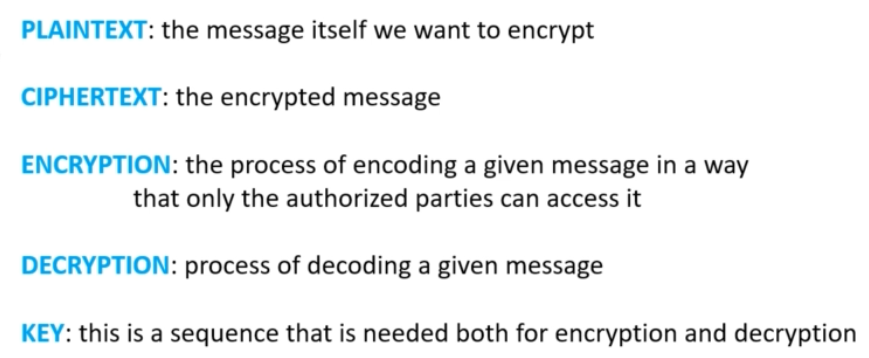 PLAINTEXT: the message itself we want to encrypt
CIPHERTEXT: the encrypted message
ENCRYPTION: the process of encoding a given message in a way
that only the authorized parties can access it
DECRYPTION: process of decoding a given message
KEY: this is a sequence that is needed both for encryption and decryption